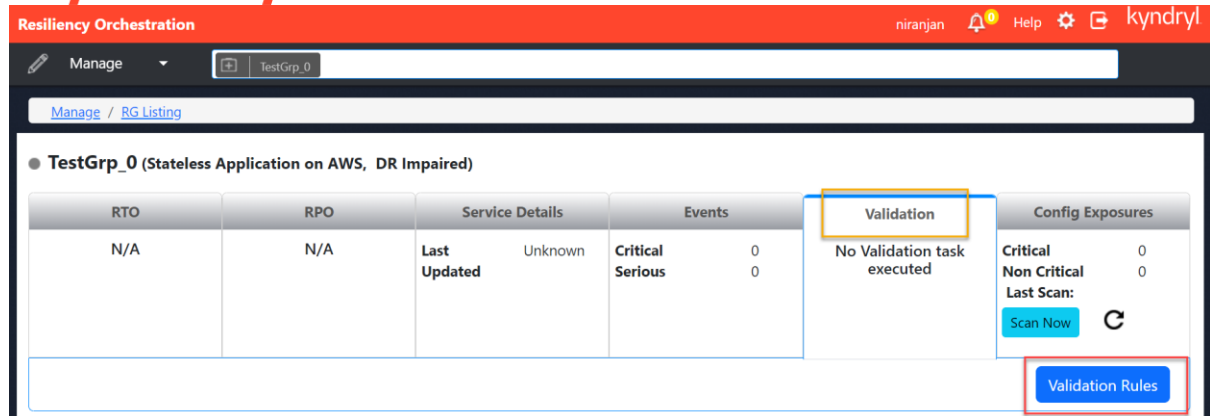 Resiliency Orchestration niranjan 0 Help kyndryl
Manage TestGrp_0
Manage / RG Listing
TestGrp_0 (Stateless Application on AWS, DR Impaired)
RTO RPO Service Details Events Validation Config Exposures
N/A N/A Last Updated Unknown Critical 0 No Validation task executed Critical 0
Serious 0 Non Critical 0
Last Scan:
Scan Now
Validation Rules